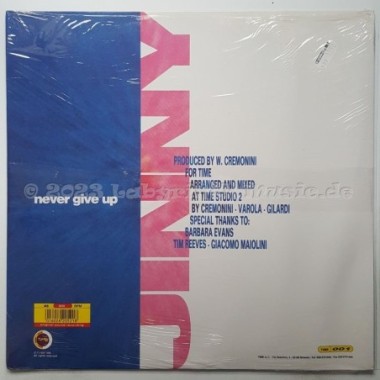 JINNY
never give up
PRODUCED BY W. CREMONINI
FOR TIME
ARRANGED AND MIXED
AT TIME STUDIO 2
BY CREMONINI - VAROLA - GILARDI
SPECIAL THANKS TO:
BARBARA EVANS
TIM REEVES - GIACOMO MAIOLINI
© 2023
music.de